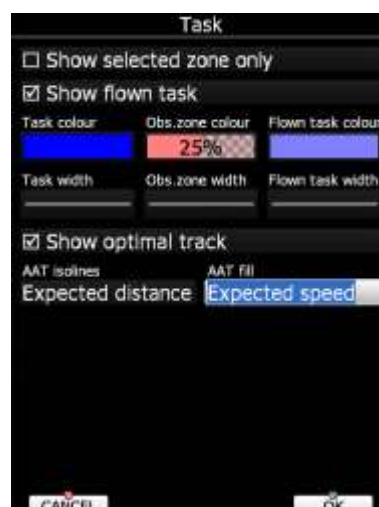 Task
Show selected zone only
Show flown task
Task colour Obs.zone colour Flown task colour
25%
Task width Obs.zone width Flown task width
Show optimal track
AAT isolines AAT fill
Expected distance Expected speed
CANCEL OK